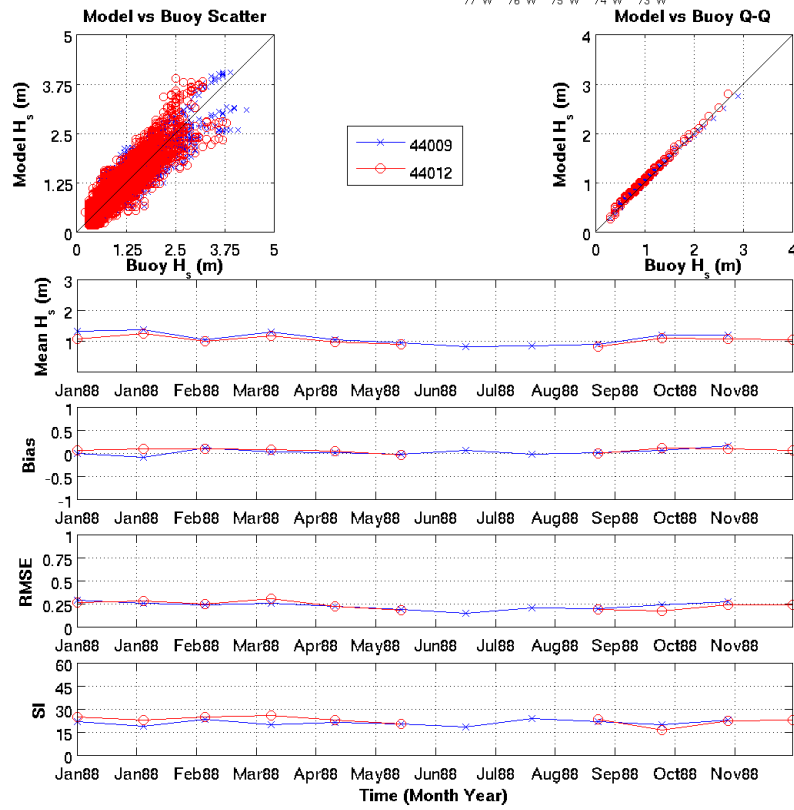 77°W 76°W 75°W 74°W 73°W
Model vs Buoy Scatter
Model vs Buoy Q-Q
5
3.75
2.5
1.25
0
Model H_s (m)
0 1.25 2.5 3.75 5
Buoy H_s (m)
44009
44012
4
3
2
1
0
Model H_s (m)
0 1 2 3 4
Buoy H_s (m)
3
2
1
Mean H_s (m)
Jan88 Jan88 Feb88 Mar88 Apr88 May88 Jun88 Jul88 Aug88 Sep88 Oct88 Nov88
1
0.5
0
-0.5
-1
Bias
Jan88 Jan88 Feb88 Mar88 Apr88 May88 Jun88 Jul88 Aug88 Sep88 Oct88 Nov88
1
0.75
0.5
0.25
0
RMSE
Jan88 Jan88 Feb88 Mar88 Apr88 May88 Jun88 Jul88 Aug88 Sep88 Oct88 Nov88
60
45
30
15
0
SI
Jan88 Jan88 Feb88 Mar88 Apr88 May88 Jun88 Jul88 Aug88 Sep88 Oct88 Nov88
Time (Month Year)